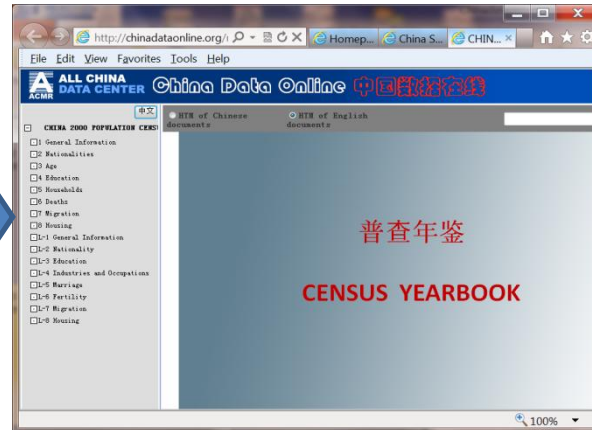 http://chinadataonline.org/
Homep...
China S...
CHIN...
File Edit View Favorites Tools Help
ACMR
ALL CHINA
DATA CENTER
China Data Online 中国数据在线
中文
HTM of Chinese documents
HTM of English documents
CHINA 2000 POPULATION CENS
1 General Information
2 Nationalities
3 Age
4 Education
5 Households
6 Deaths
7 Migration
8 Housing
L-1 General Information
L-2 Nationality
L-3 Education
L-4 Industries and Occupations
L-5 Marriage
L-6 Fertility
L-7 Migration
L-8 Housing
普查年鉴
CENSUS YEARBOOK
100%